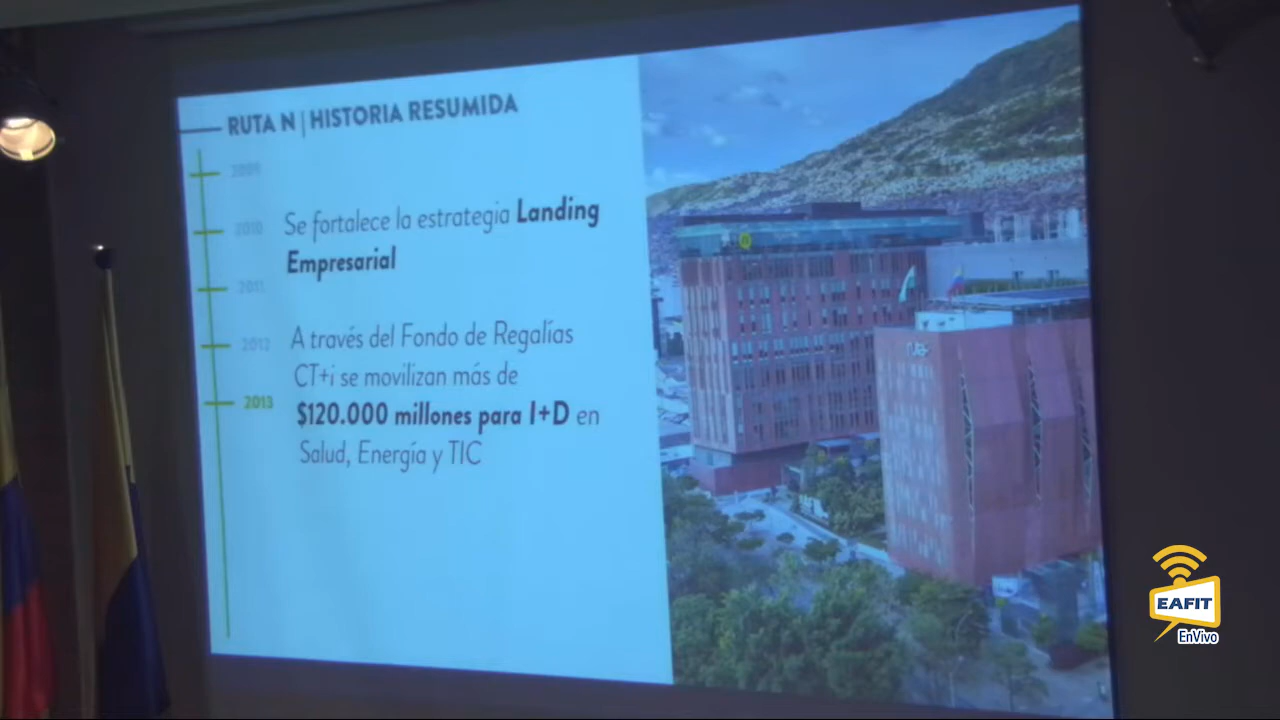 RUTA N | HISTORIA RESUMIDA
2009
2010
2011
2012
2013
Se fortalece la estrategia Landing
Empresarial
A través del Fondo de Regalías
CT+i se movilizan más de
$120.000 millones para I+D en
Salud, Energía y TIC
ruta
EAFIT
EnVivo